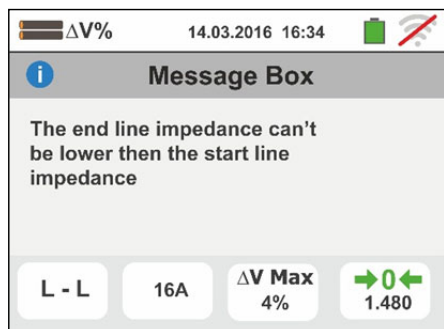 ΔV%
14.03.2016 16:34
Message Box
The end line impedance can't
be lower then the start line
impedance
L - L
16A
ΔV Max
4%
➔0←
1.480